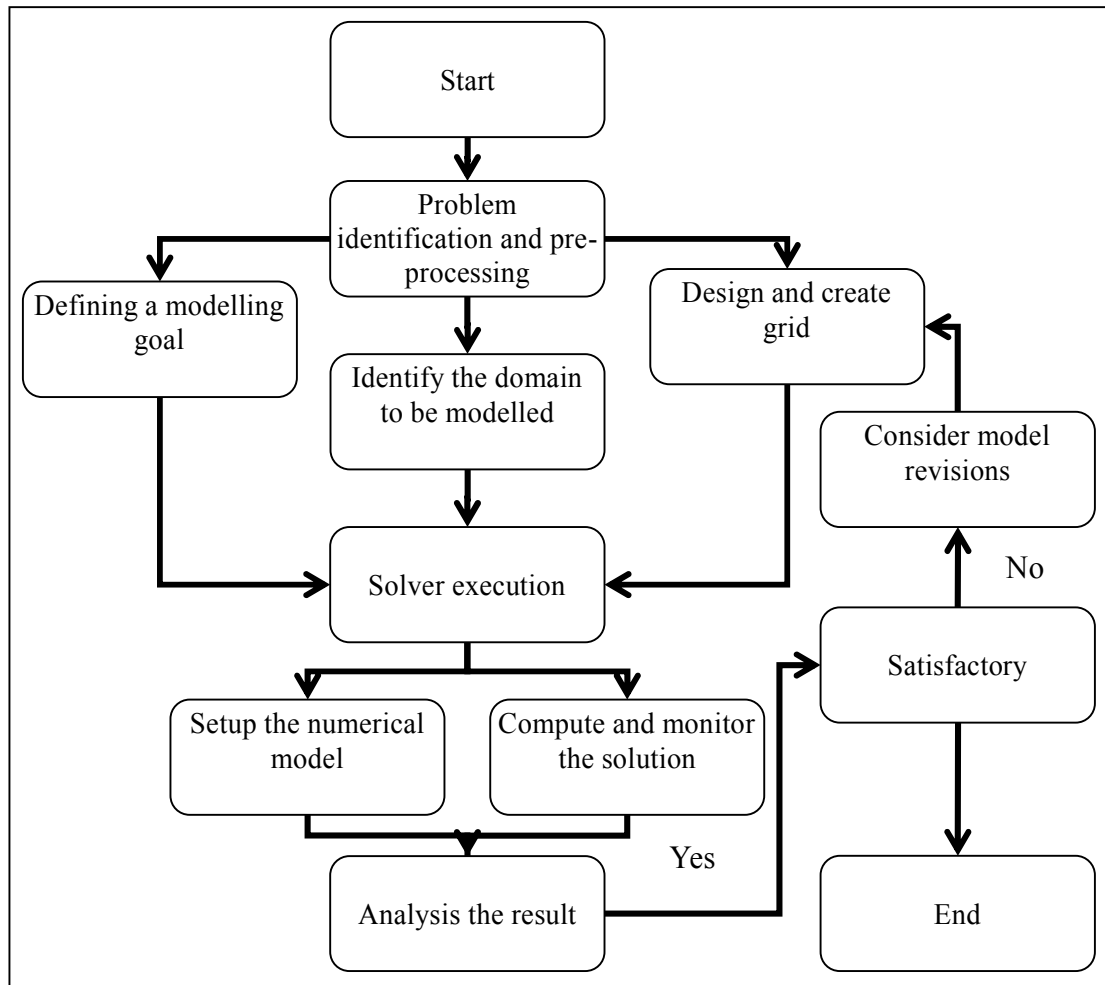 Start
Problem
identification and pre-
processing
Defining a modelling
goal
Design and create
grid
Identify the domain
to be modelled
Consider model
revisions
No
Solver execution
Satisfactory
Setup the numerical
model
Compute and monitor
the solution
Yes
Analysis the result
End